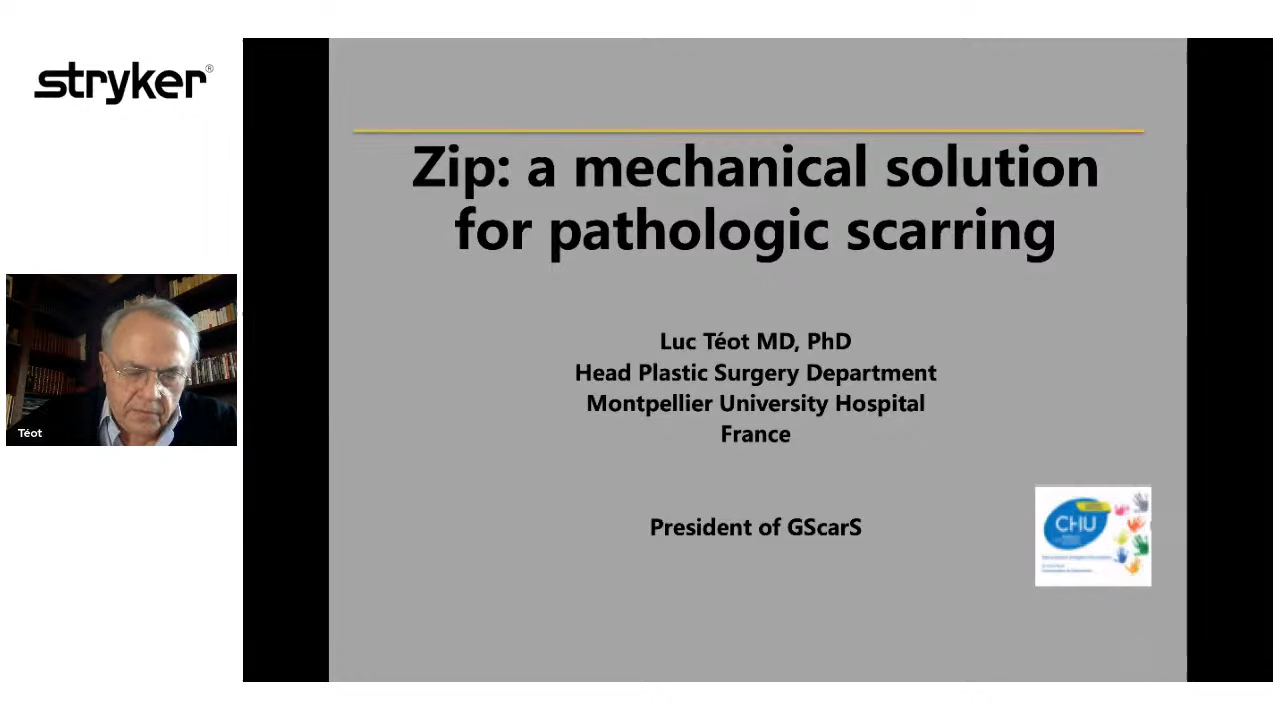 stryker®
Zip: a mechanical solution
for pathologic scarring
Luc Téot MD, PhD
Head Plastic Surgery Department
Montpellier University Hospital
France
President of GScarS
CHU
Téot